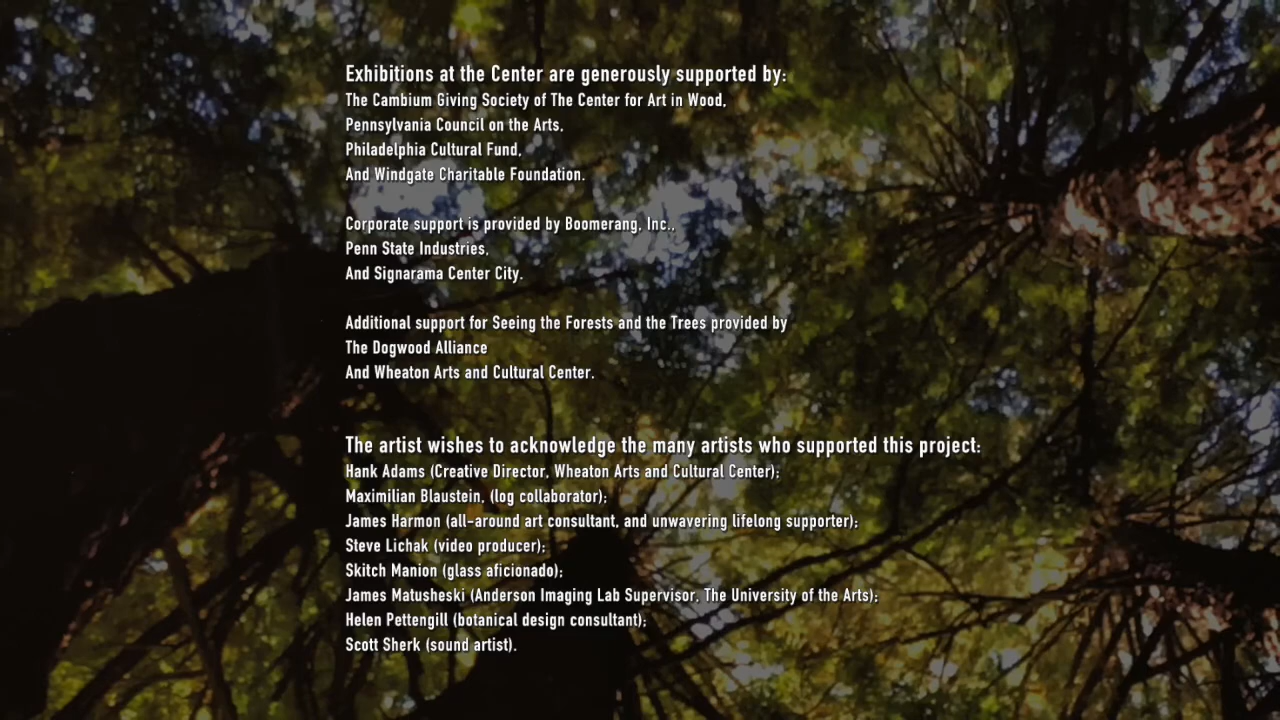 Exhibitions at the Center are generously supported by:
The Cambium Giving Society of The Center for Art in Wood,
Pennsylvania Council on the Arts,
Philadelphia Cultural Fund,
And Windgate Charitable Foundation.
Corporate support is provided by Boomerang, Inc.,
Penn State Industries,
And Signarama Center City.
Additional support for Seeing the Forests and the Trees provided by
The Dogwood Alliance
And Wheaton Arts and Cultural Center.
The artist wishes to acknowledge the many artists who supported this project:
Hank Adams (Creative Director, Wheaton Arts and Cultural Center);
Maximilian Blaustein, (log collaborator);
James Harmon (all-around art consultant, and unwavering lifelong supporter);
Steve Lichak (video producer);
Skitch Manion (glass aficionado);
James Matusheski (Anderson Imaging Lab Supervisor, The University of the Arts);
Helen Pettengill (botanical design consultant);
Scott Sherk (sound artist).